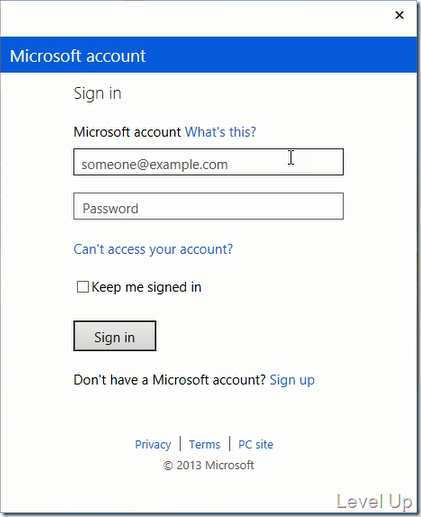 Microsoft account
Sign in
Microsoft account What's this?
someone@example.com
Password
Can't access your account?
Keep me signed in
Sign in
Don't have a Microsoft account? Sign up
Privacy | Terms | PC site
© 2013 Microsoft
Level Up